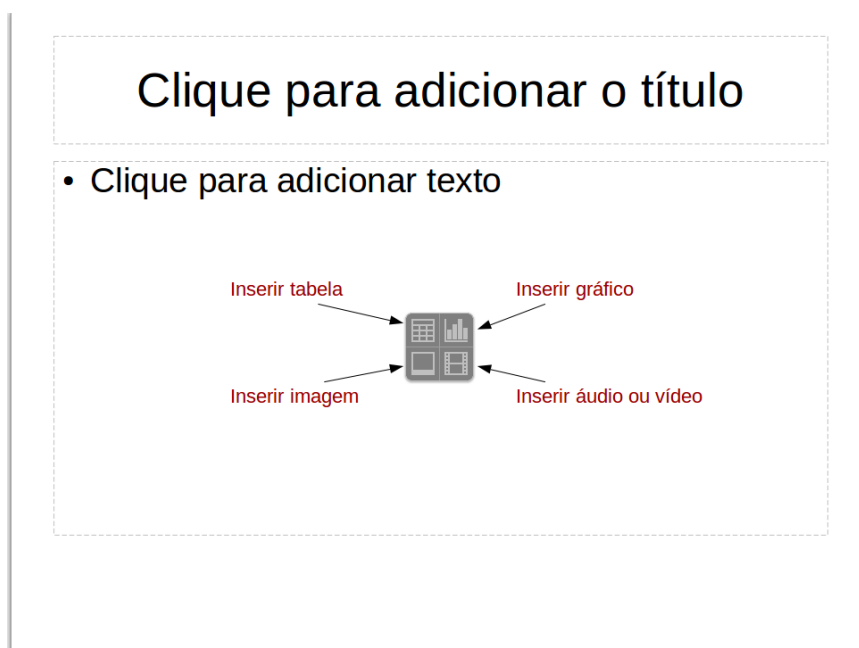 Clique para adicionar o título
• Clique para adicionar texto
Inserir tabela
Inserir gráfico
Inserir imagem
Inserir áudio ou vídeo